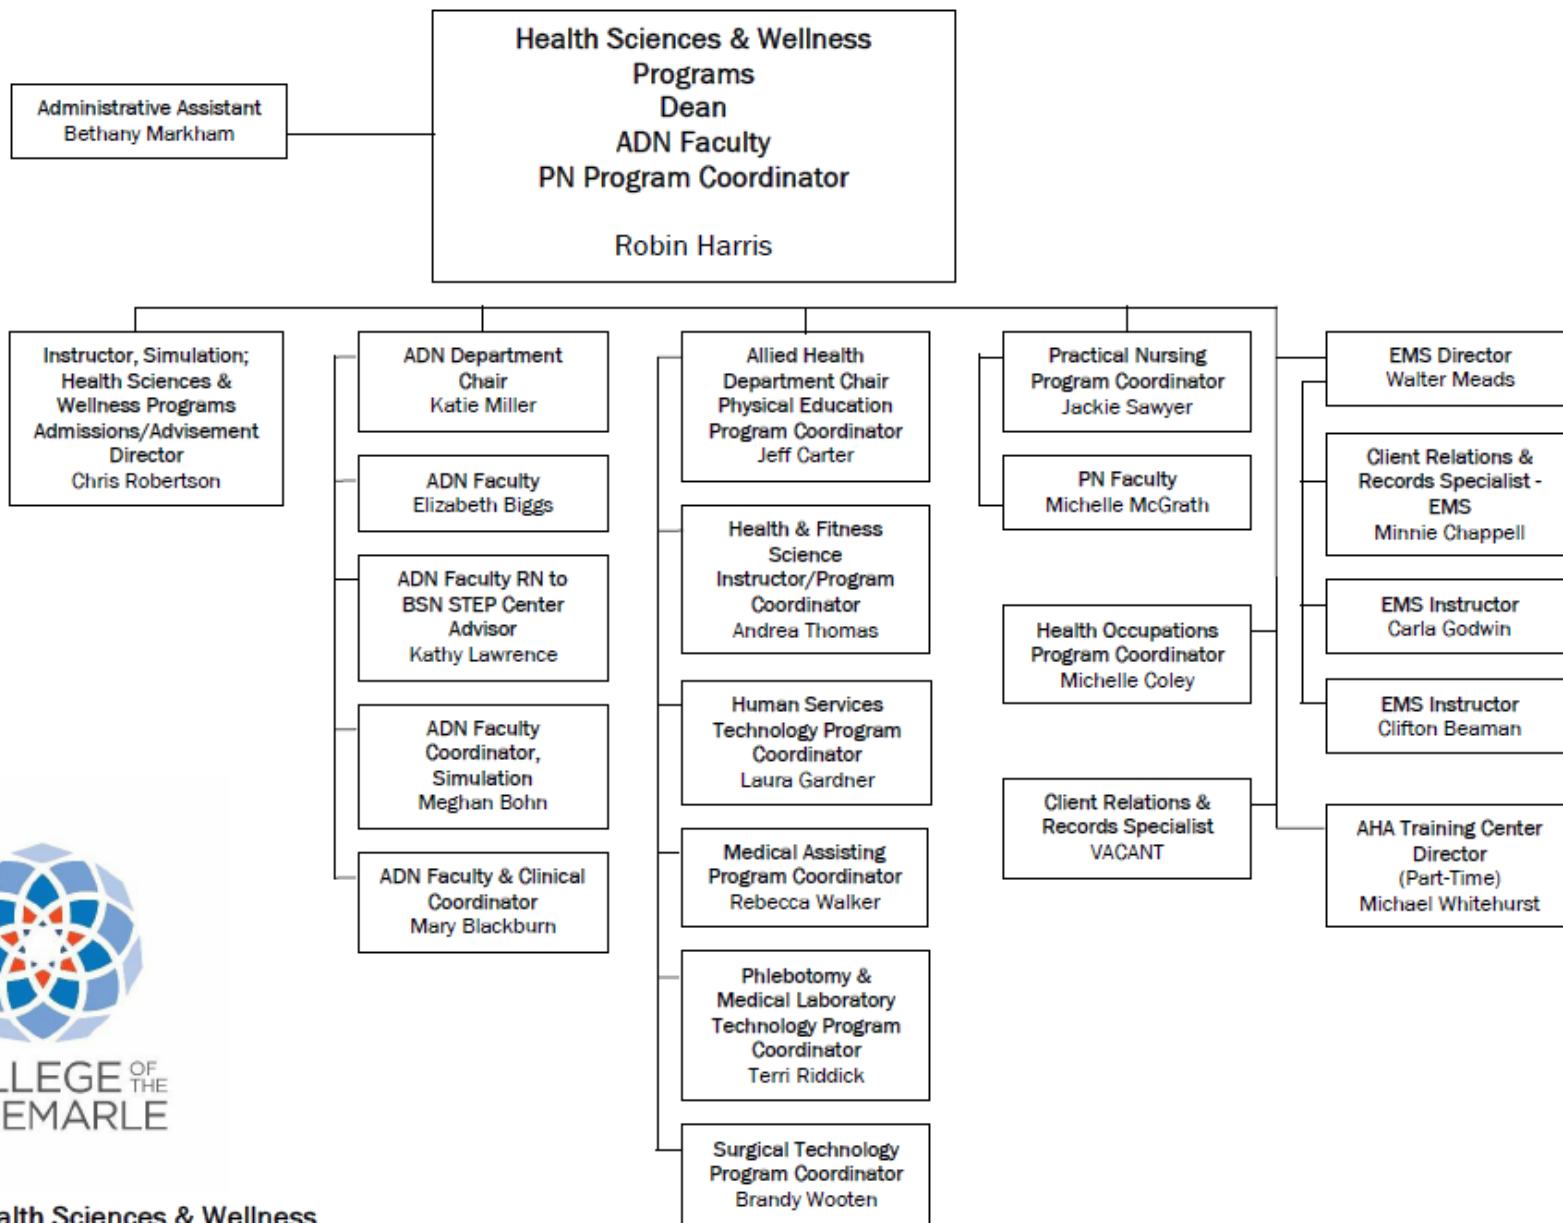 Health Sciences & Wellness
Programs
Dean
ADN Faculty
PN Program Coordinator
Robin Harris
Administrative Assistant
Bethany Markham
Instructor, Simulation;
Health Sciences &
Wellness Programs
Admissions/Advisement
Director
Chris Robertson
ADN Department
Chair
Katie Miller
ADN Faculty
Elizabeth Biggs
ADN Faculty RN to
BSN STEP Center
Advisor
Kathy Lawrence
ADN Faculty
Coordinator,
Simulation
Meghan Bohn
ADN Faculty & Clinical
Coordinator
Mary Blackburn
Allied Health
Department Chair
Physical Education
Program Coordinator
Jeff Carter
Health & Fitness
Science
Instructor/Program
Coordinator
Andrea Thomas
Human Services
Technology Program
Coordinator
Laura Gardner
Medical Assisting
Program Coordinator
Rebecca Walker
Phlebotomy &
Medical Laboratory
Technology Program
Coordinator
Terri Riddick
Surgical Technology
Program Coordinator
Brandy Wooten
Practical Nursing
Program Coordinator
Jackie Sawyer
PN Faculty
Michelle McGrath
Health Occupations
Program Coordinator
Michelle Coley
Client Relations &
Records Specialist
VACANT
EMS Director
Walter Meads
Client Relations &
Records Specialist -
EMS
Minnie Chappell
EMS Instructor
Carla Godwin
EMS Instructor
Clifton Beaman
AHA Training Center
Director
(Part-Time)
Michael Whitehurst
LLEGE OF THE
EMARLE
alth Sciences & Wellness